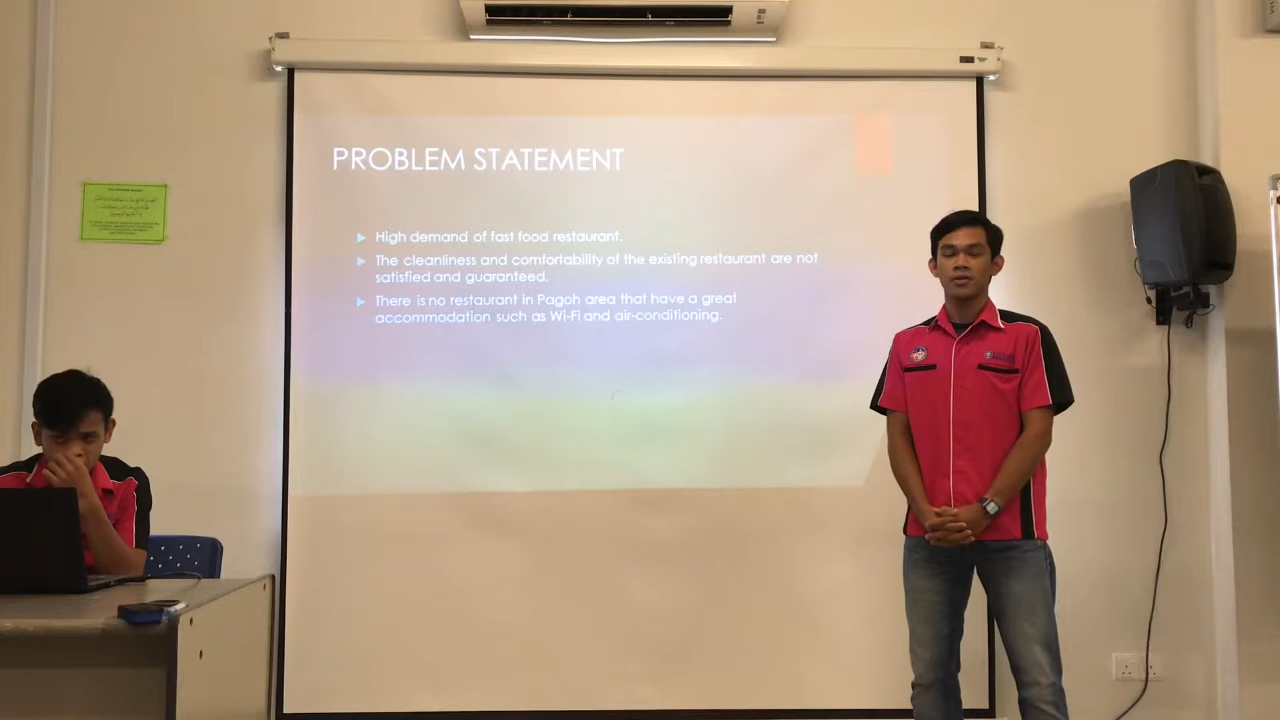 PROBLEM STATEMENT
High demand of fast food restaurant.
The cleanliness and comfortability of the existing restaurant are not
satisfied and guaranteed.
There is no restaurant in Pagoh area that have a great
accommodation such as Wi-Fi and air-conditioning.